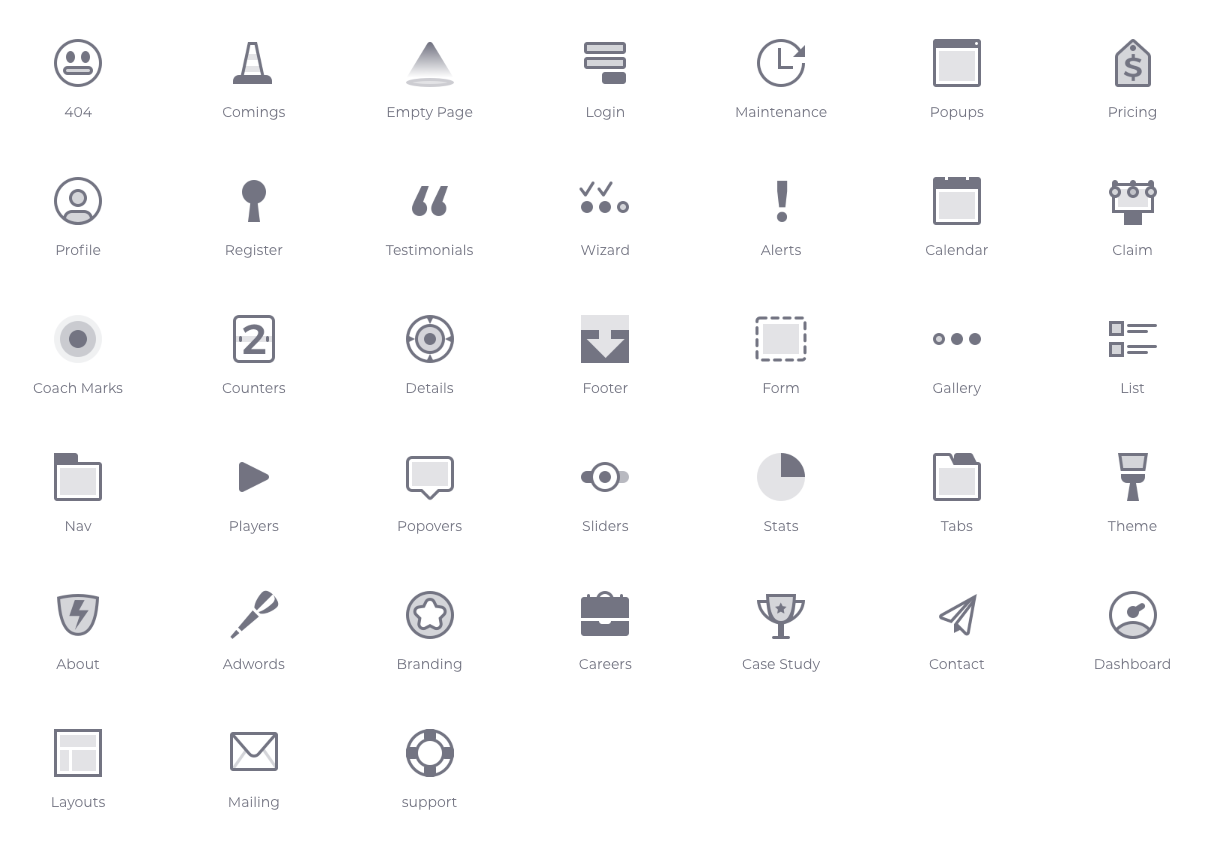 404
Comings
Empty Page
Login
Maintenance
Popups
$
Pricing
Profile
Register
Testimonials
Wizard
!
Alerts
Calendar
Claim
Coach Marks
2
Counters
Details
Footer
Form
Gallery
List
Nav
Players
Popovers
Sliders
Stats
Tabs
Theme
About
Adwords
Branding
Careers
Case Study
Contact
Dashboard
Layouts
Mailing
support